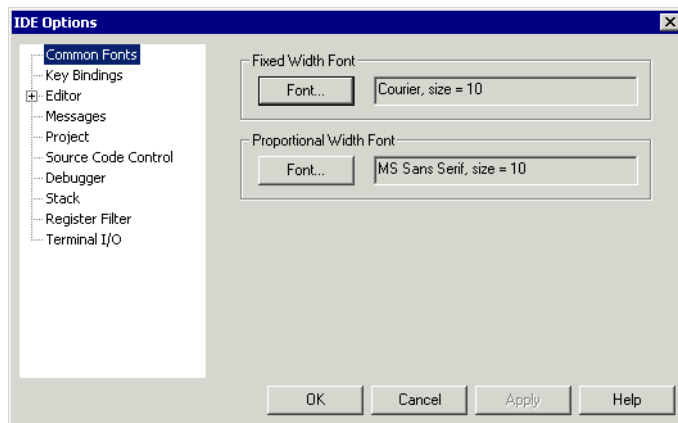 IDE Options
Common Fonts
Key Bindings
Editor
Messages
Project
Source Code Control
Debugger
Stack
Register Filter
Terminal I/O
Fixed Width Font
Font...
Courier, size = 10
Proportional Width Font
Font...
MS Sans Serif, size = 10
OK
Cancel
Apply
Help